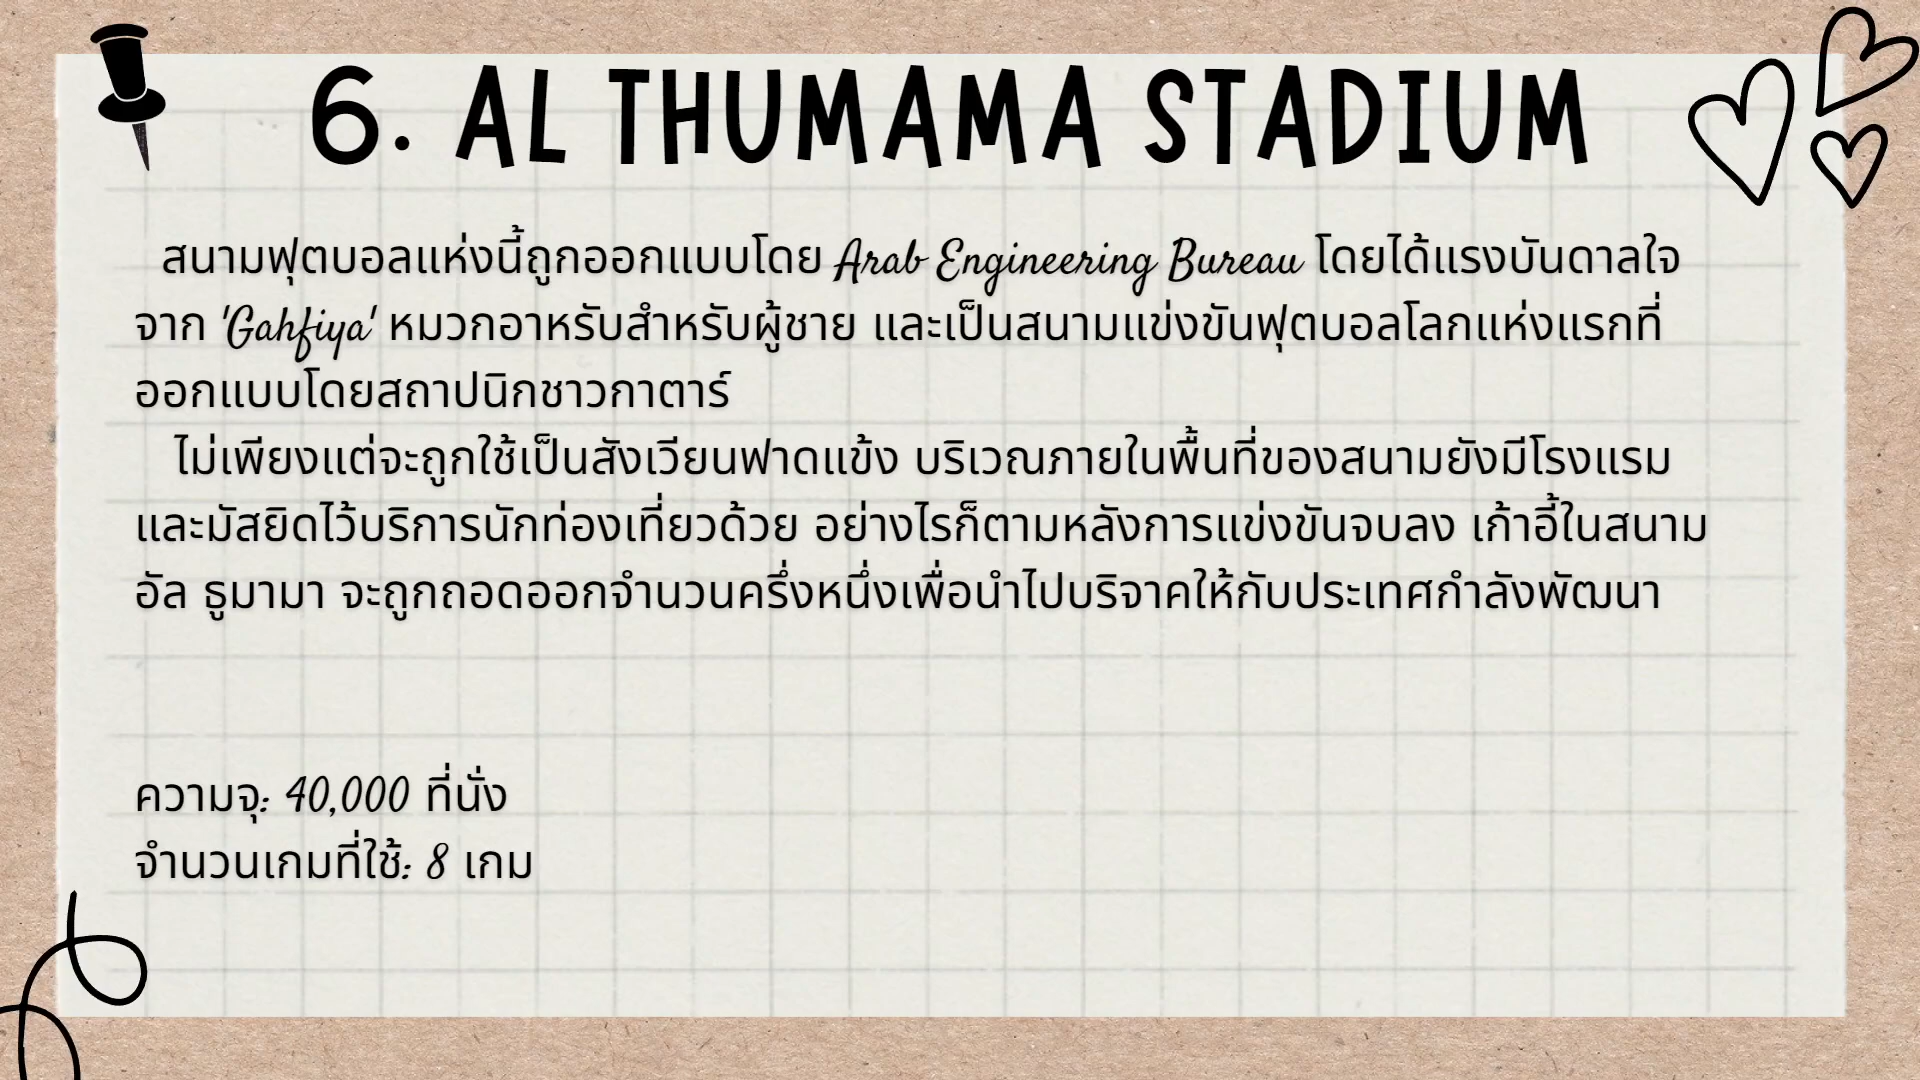 6. AL THUMAMA STADIUM
สนามฟุตบอลแห่งนี้ถูกออกแบบโดย Arab Engineering Bureau โดยได้แรงบันดาลใจ
จาก 'Gahfiya' หมวกอาหรับสำหรับผู้ชาย และเป็นสนามแข่งขันฟุตบอลโลกแห่งแรกที่
ออกแบบโดยสถาปนิกชาวกาตาร์
ไม่เพียงแต่จะถูกใช้เป็นสังเวียนฟาดแข้ง บริเวณภายในพื้นที่ของสนามยังมีโรงแรม
และมัสยิดไว้บริการนักท่องเที่ยวด้วย อย่างไรก็ตามหลังการแข่งขันจบลง เก้าอี้ในสนาม
อัล ธูมามา จะถูกถอดออกจำนวนครึ่งหนึ่งเพื่อนำไปบริจาคให้กับประเทศกำลังพัฒนา
ความจุ: 40,000 ที่นั่ง
จำนวนเกมที่ใช้: 8 เกม